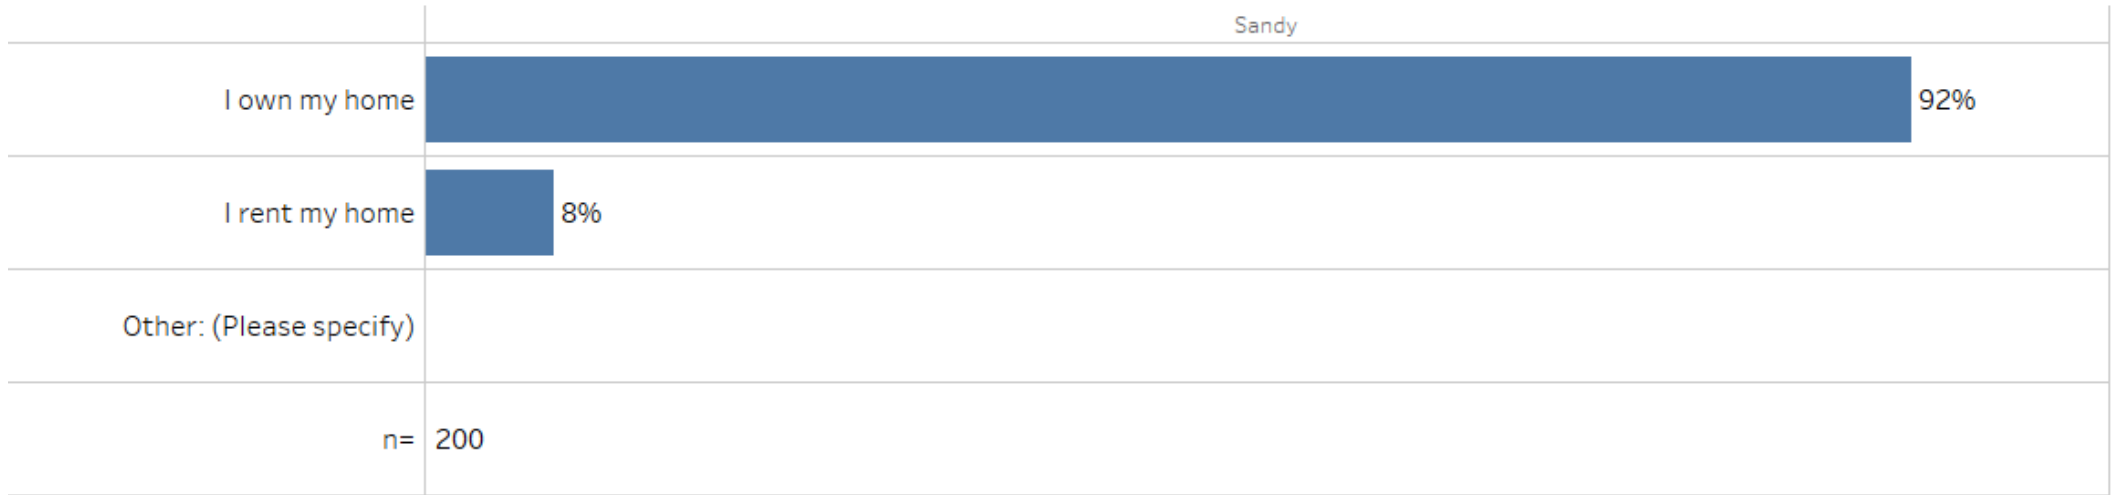 Sandy
I own my home 92%
I rent my home 8%
Other: (Please specify)
n= 200